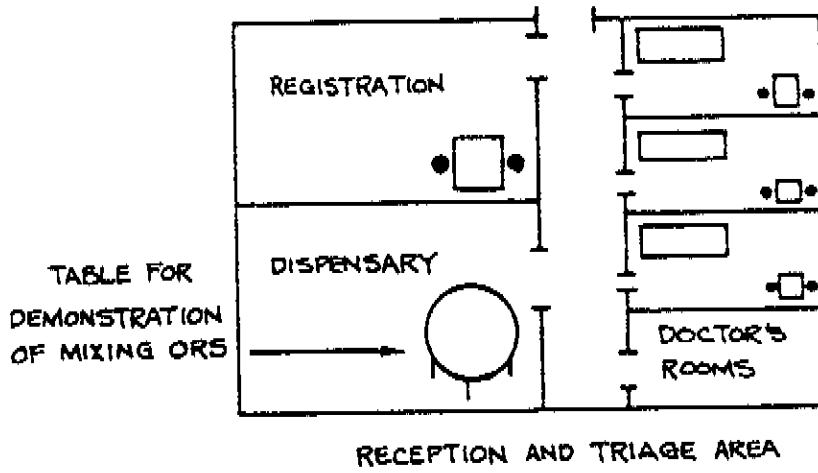 REGISTRATION
DISPENSARY
TABLE FOR
DEMONSTRATION
OF MIXING ORS
DOCTOR'S
ROOMS
RECEPTION AND TRIAGE AREA